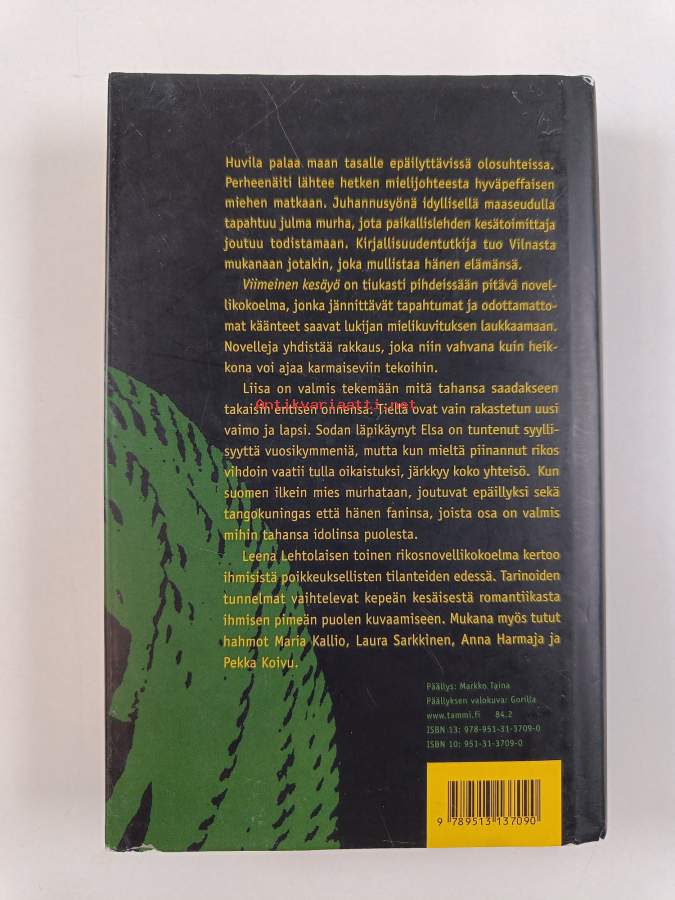 Huvila palaa maan tasalle epäilyttävissä olosuhteissa.
Perheenäiti lähtee hetken mielijohteesta hyväpeffaisen
miehen matkaan. Juhannusyönä idyllisellä maaseudulla
tapahtuu julma murha, jota paikallislehden kesätoimittaja
joutuu todistamaan. Kirjallisuudentutkija tuo Vilnasta
mukanaan jotakin, joka mullistaa hänen elämänsä.
Viimeinen kesäyö on tiukasti pihdeissään pitävä novel-
likokoelma, jonka jännittävät tapahtumat ja odottamatto-
mat käänteet saavat lukijan mielikuvituksen laukkaamaan.
Novelleja yhdistää rakkaus, joka niin vahvana kuin heik-
kona voi ajaa karmaiseviin tekoihin.
Liisa on valmis tekemään mitä tahansa saadakseen
takaisin entisen onnensa. Tiellä ovat vain rakastetun uusi
Antikvariaatti.net
vaimo ja lapsi. Sodan läpikäynyt Elsa on tuntenut syylli-
syyttä vuosikymmeniä, mutta kun mieltä piinannut rikos
vihdoin vaatii tulla oikaistuksi, järkkyy koko yhteisö. Kun
suomen ilkein mies murhataan, joutuvat epäillyksi sekä
tangokuningas että hänen faninsa, joista osa on valmis
mihin tahansa idolinsa puolesta.
Leena Lehtolaisen toinen rikosnovellikokoelma kertoo
ihmisistä poikkeuksellisten tilanteiden edessä. Tarinoiden
tunnelmat vaihtelevat kepeän kesäisestä romantiikasta
ihmisen pimeän puolen kuvaamiseen. Mukana myös tutut
hahmot Maria Kallio, Laura Sarkkinen, Anna Harmaja ja
Pekka Koivu.
Päällys: Markko Taina
Päällyksen valokuva: Gorilla
www.tammi.fi 84.2
ISBN 13: 978-951-31-3709-0
ISBN 10: 951-31-3709-0
9 789513 137090